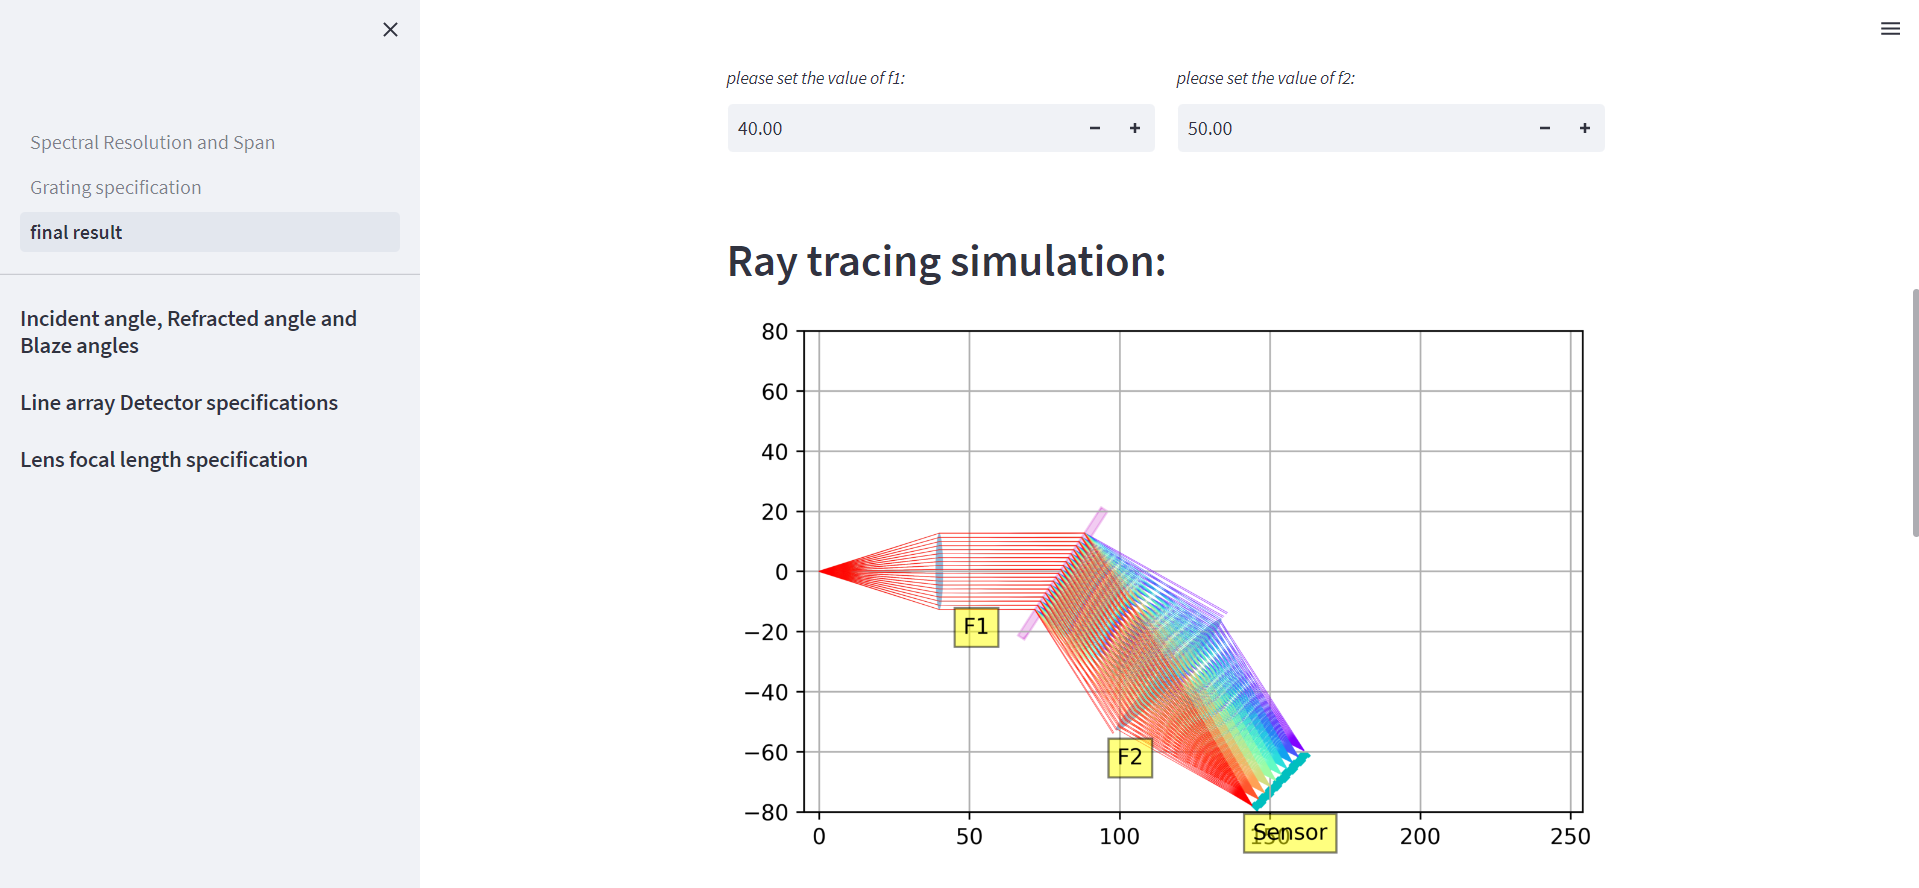 Spectral Resolution and Span
Grating specification
final result
Incident angle, Refracted angle and
Blaze angles
Line array Detector specifications
Lens focal length specification
please set the value of f1:
please set the value of f2:
40.00
50.00
Ray tracing simulation:
80
60
40
20
0
−20
−40
−60
−80
F1
F2
Sensor
0
50
100
150
200
250